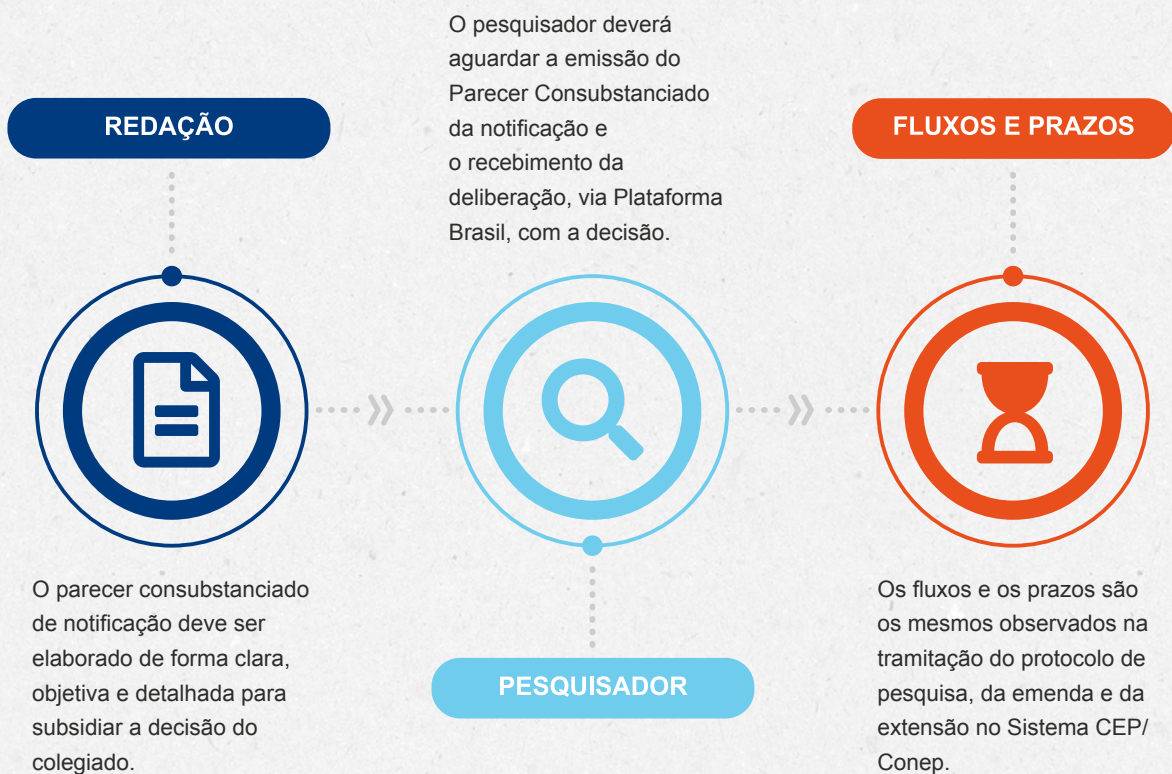 REDAÇÃO
O parecer consubstanciado
de notificação deve ser
elaborado de forma clara,
objetiva e detalhada para
subsidiar a decisão do
colegiado.
O pesquisador deverá
aguardar a emissão do
Parecer Consubstanciado
da notificação e
o recebimento da
deliberação, via Plataforma
Brasil, com a decisão.
PESQUISADOR
FLUXOS E PRAZOS
Os fluxos e os prazos são
os mesmos observados na
tramitação do protocolo de
pesquisa, da emenda e da
extensão no Sistema CEP/
Conep.